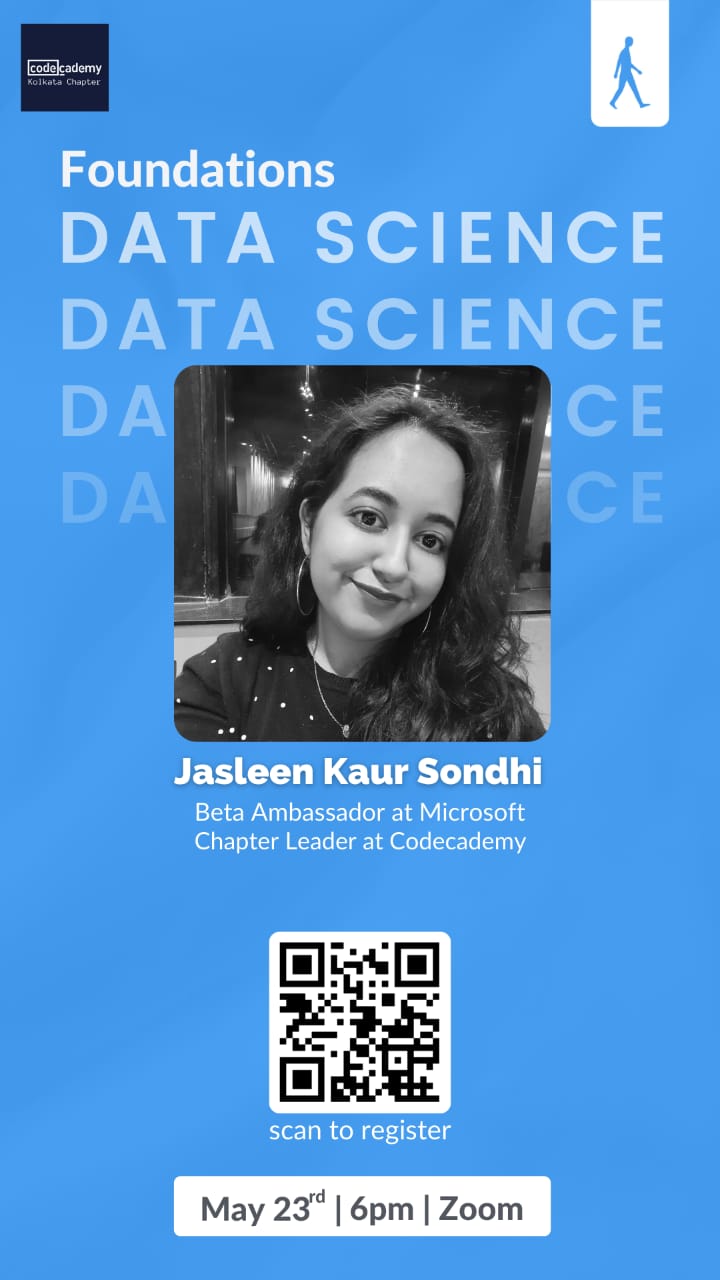 codecademy
Kolkata Chapter
Foundations
DATA SCIENCE
DATA SCIENCE
DA CE
DA CE
Jasleen Kaur Sondhi
Beta Ambassador at Microsoft
Chapter Leader at Codecademy
scan to register
May 23rd | 6pm | Zoom